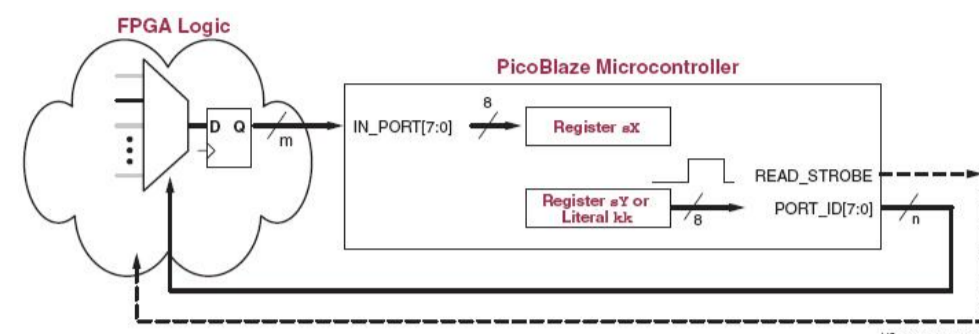 FPGA Logic
PicoBlaze Microcontroller
D Q
m
IN_PORT[7:0]
8
Register sX
READ_STROBE
Register sY or
Literal kk
8
PORT_ID[7:0]
n